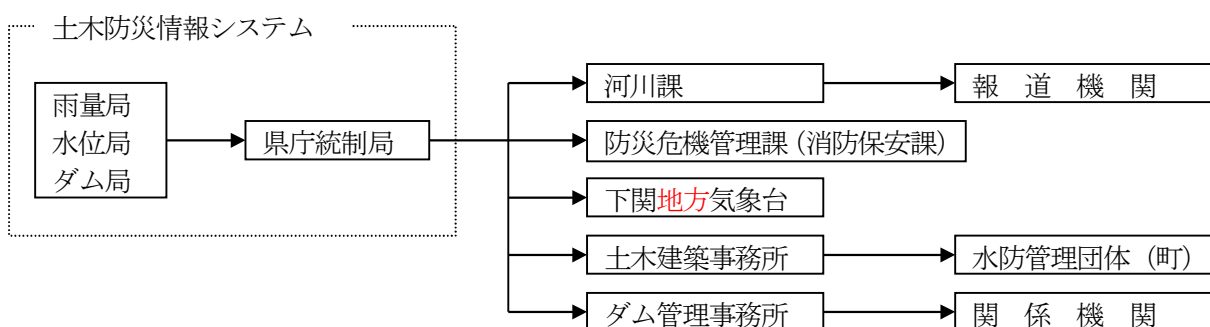 土木防災情報システム
雨量局
水位局
ダム局
県庁統制局
河川課
報道機関
防災危機管理課(消防保安課)
下関地方気象台
土木建築事務所
水防管理団体(町)
ダム管理事務所
関係機関